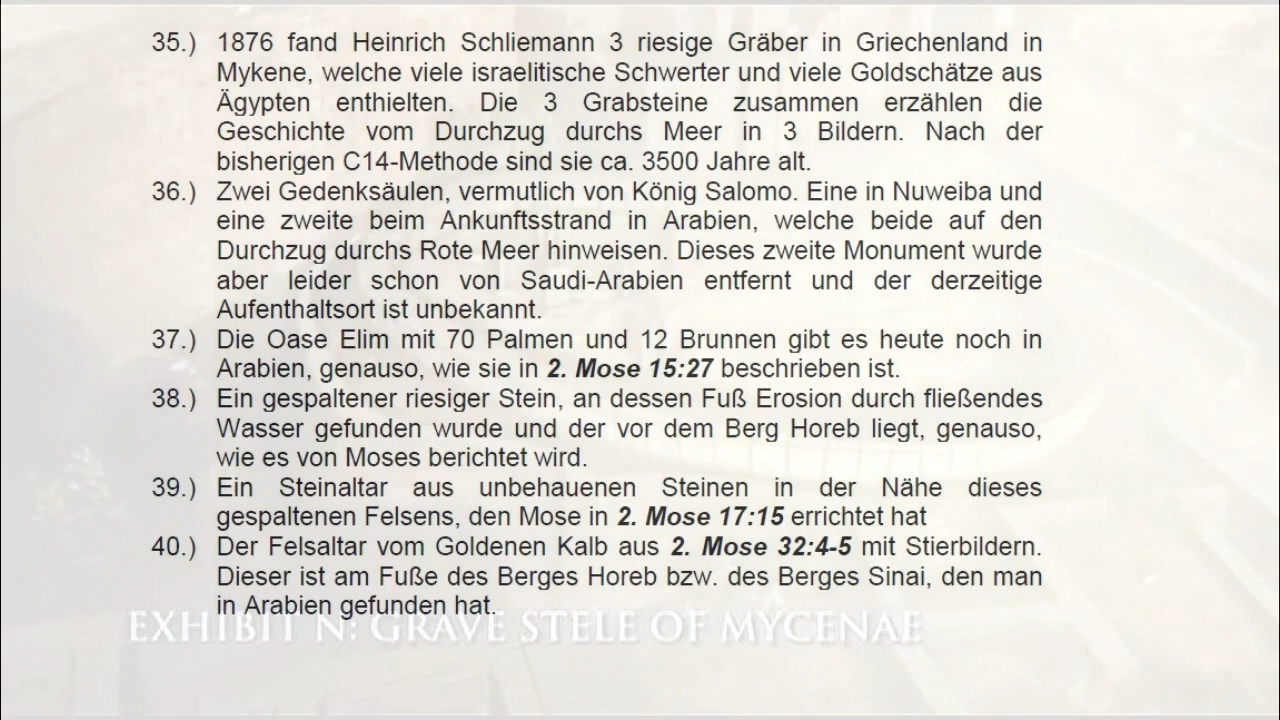 35.) 1876 fand Heinrich Schliemann 3 riesige Gräber in Griechenland in
Mykene, welche viele israelitische Schwerter und viele Goldschätze aus
Ägypten enthielten. Die 3 Grabsteine zusammen erzählen die
Geschichte vom Durchzug durchs Meer in 3 Bildern. Nach der
bisherigen C14-Methode sind sie ca. 3500 Jahre alt.
36.) Zwei Gedenksäulen, vermutlich von König Salomo. Eine in Nuweiba und
eine zweite beim Ankunftsstrand in Arabien, welche beide auf den
Durchzug durchs Rote Meer hinweisen. Dieses zweite Monument wurde
aber leider schon von Saudi-Arabien entfernt und der derzeitige
Aufenthaltsort ist unbekannt.
37.) Die Oase Elim mit 70 Palmen und 12 Brunnen gibt es heute noch in
Arabien, genauso, wie sie in 2. Mose 15:27 beschrieben ist.
38.) Ein gespaltener riesiger Stein, an dessen Fuß Erosion durch fließendes
Wasser gefunden wurde und der vor dem Berg Horeb liegt, genauso,
wie es von Moses berichtet wird.
39.) Ein Steinaltar aus unbehauenen Steinen in der Nähe dieses
gespaltenen Felsens, den Mose in 2. Mose 17:15 errichtet hat
40.) Der Felsaltar vom Goldenen Kalb aus 2. Mose 32:4-5 mit Stierbildern.
Dieser ist am Fuße des Berges Horeb bzw. des Berges Sinai, den man
in Arabien gefunden hat.
EXHIBIT N: GRAVE STELE OF MYCENAE